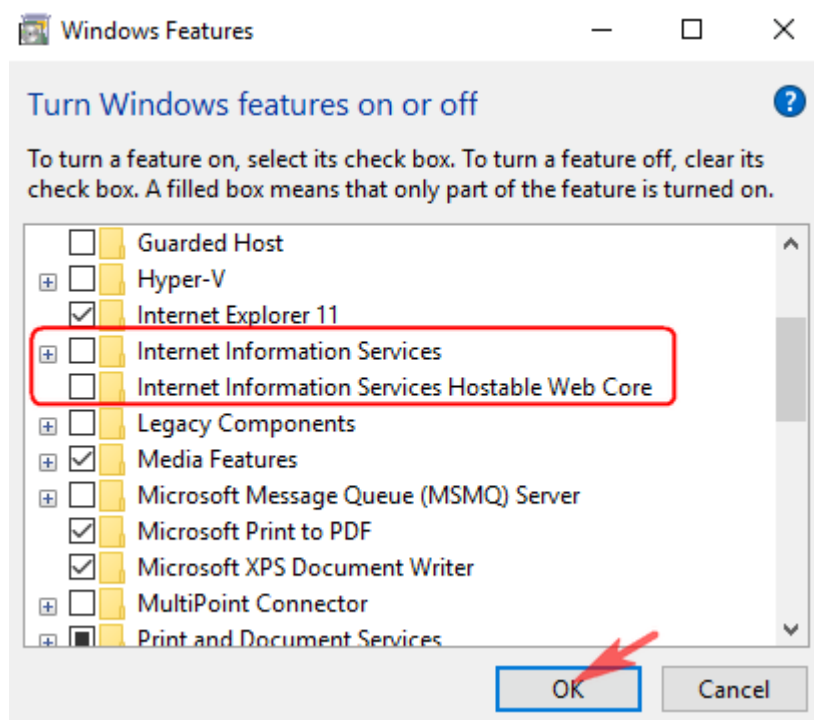 Windows Features
Turn Windows features on or off
?
To turn a feature on, select its check box. To turn a feature off, clear its
check box. A filled box means that only part of the feature is turned on.
Guarded Host
Hyper-V
Internet Explorer 11
Internet Information Services
Internet Information Services Hostable Web Core
Legacy Components
Media Features
Microsoft Message Queue (MSMQ) Server
Microsoft Print to PDF
Microsoft XPS Document Writer
MultiPoint Connector
Print and Document Services
OK
Cancel